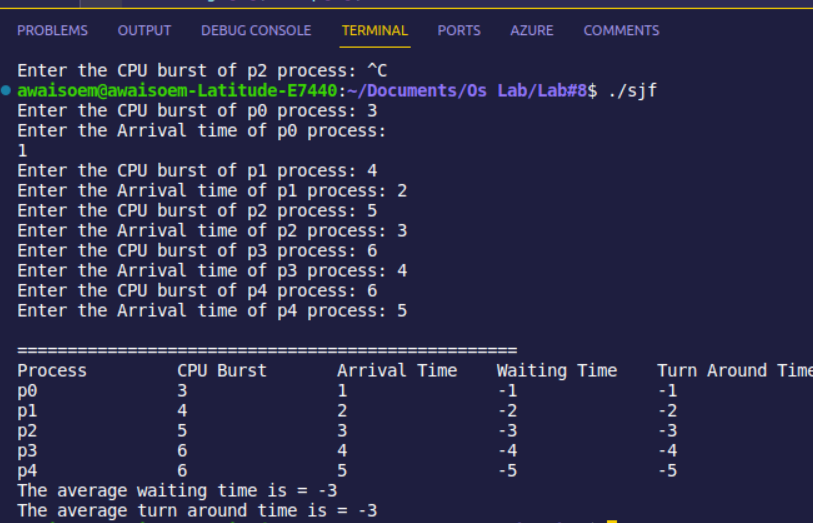 PROBLEMS OUTPUT DEBUG CONSOLE TERMINAL PORTS AZURE COMMENTS
Enter the CPU burst of p2 process: ^C
awaisoem@awaisoem-Latitude-E7440:~/Documents/Os Lab/Lab#8$ ./sjf
Enter the CPU burst of p0 process: 3
Enter the Arrival time of p0 process:
1
Enter the CPU burst of p1 process: 4
Enter the Arrival time of p1 process: 2
Enter the CPU burst of p2 process: 5
Enter the Arrival time of p2 process: 3
Enter the CPU burst of p3 process: 6
Enter the Arrival time of p3 process: 4
Enter the CPU burst of p4 process: 6
Enter the Arrival time of p4 process: 5
==================================================
Process CPU Burst Arrival Time Waiting Time Turn Around Time
p0 3 1 -1 -1
p1 4 2 -2 -2
p2 5 3 -3 -3
p3 6 4 -4 -4
p4 6 5 -5 -5
The average waiting time is = -3
The average turn around time is = -3